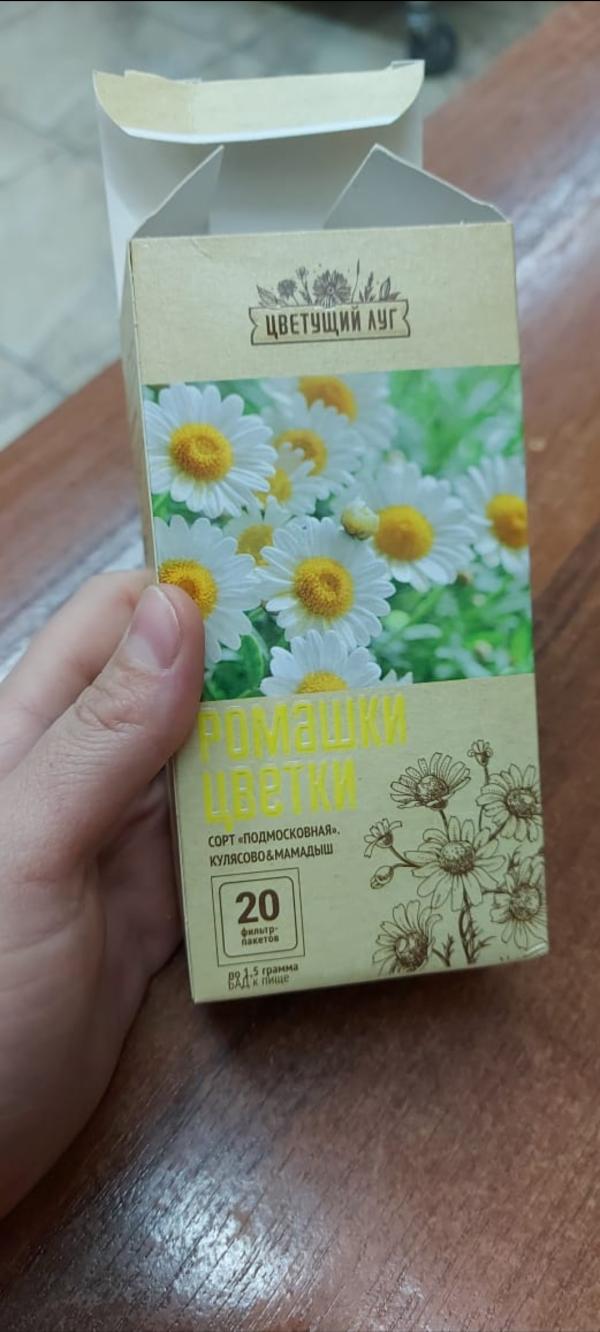 ЦВЕТУЩИЙ ЛУГ
РОМАШКИ
ЦВЕТКИ
СОРТ «ПОДМОСКОВНАЯ».
КУЛЯСОВО&МАМАДЫШ
20
фильтр-
пакетов
по 1,5 грамма
БАД к пище